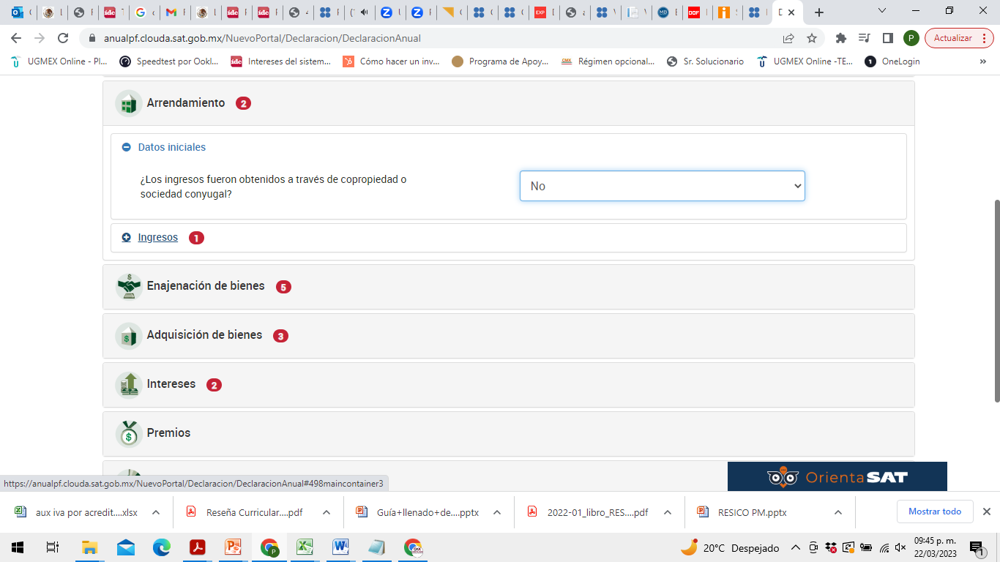 anualpf.clouda.sat.gob.mx/NuevoPortal/Declaracion/DeclaracionAnual
P
Actualizar
UGMEX Online - Pl...
Speedtest por Ookl...
Intereses del sistem...
Cómo hacer un inv...
Programa de Apoy...
Régimen opcional...
Sr. Solucionario
UGMEX Online -TE...
OneLogin
»
Arrendamiento 2
Datos iniciales
¿Los ingresos fueron obtenidos a través de copropiedad o
sociedad conyugal?
No
Ingresos 1
Enajenación de bienes 5
Adquisición de bienes 3
Intereses 2
Premios
OrientaSAT
https://anualpf.clouda.sat.gob.mx/NuevoPortal/Declaracion/DeclaracionAnual#498maincontainer3
aux iva por acredit....xlsx
Reseña Curricular....pdf
Guía+llenado+de....pptx
2022-01_libro_RES....pdf
RESICO PM.pptx
Mostrar todo
20°C Despejado
09:45 p. m.
22/03/2023
1